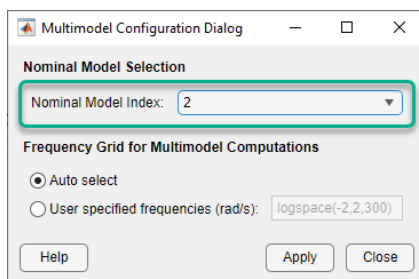 Multimodel Configuration Dialog
Nominal Model Selection
Nominal Model Index: 2
Frequency Grid for Multimodel Computations
Auto select
User specified frequencies (rad/s): logspace(-2,2,300)
Help Apply Close